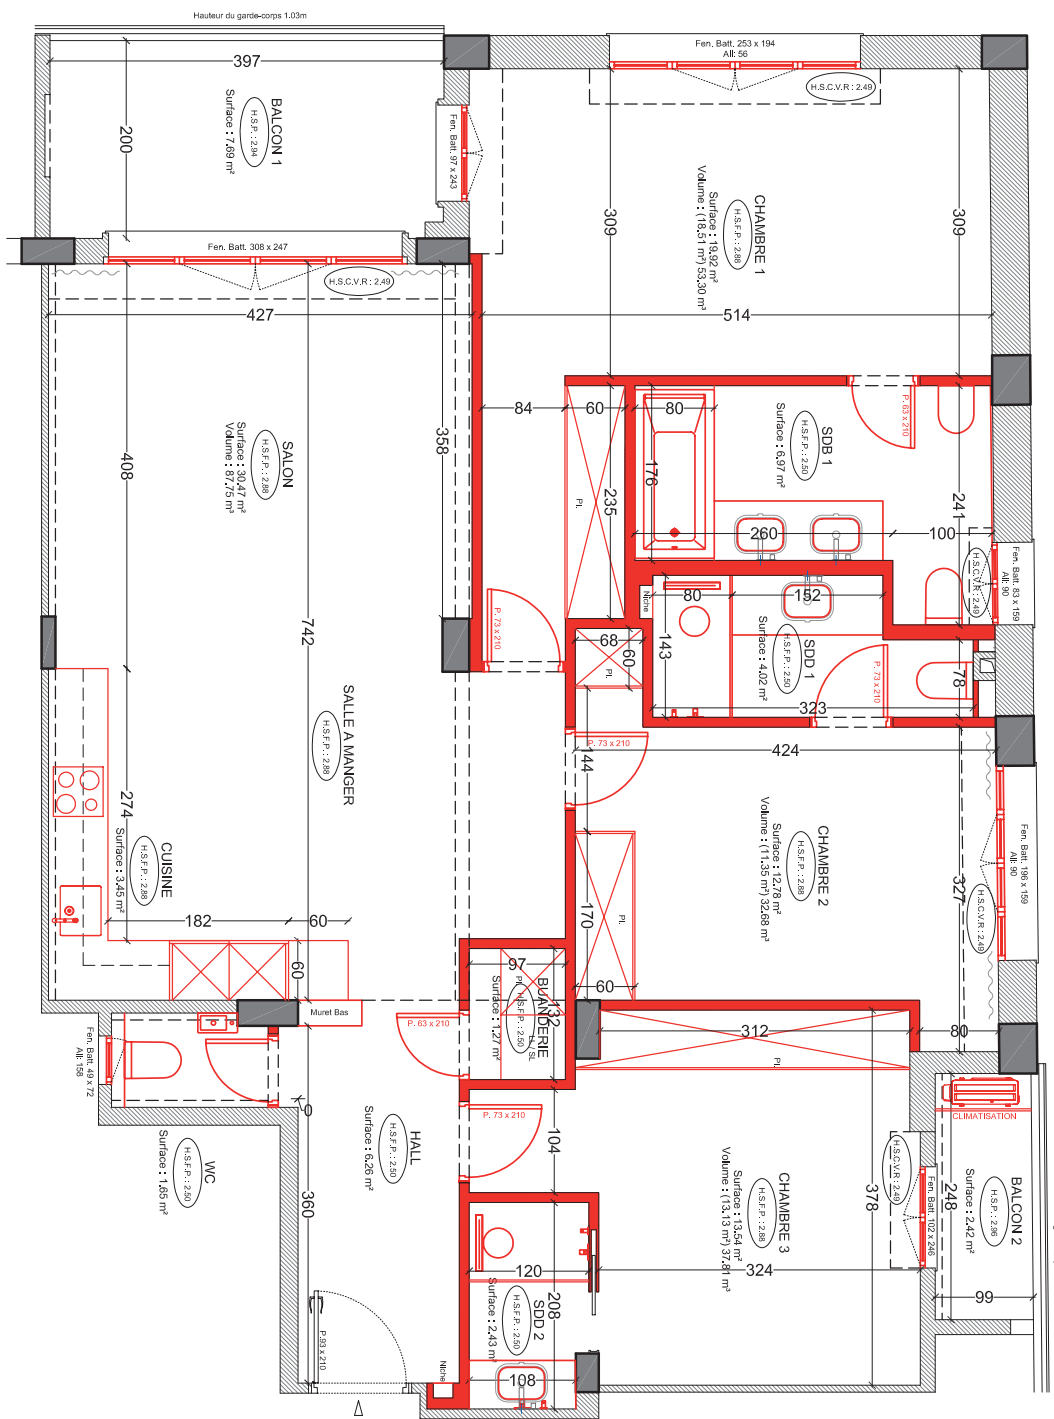 Hauteur du garde-corps 1.03m
397
200
BALCON 1
H.S.P. : 2.94
Surface : 7.69 m²
Fen. Batt. 97 x 243
Fen. Batt. 253 x 194
All: 56
H.S.C.V.R : 2.49
309
309
CHAMBRE 1
H.S.F.P. : 2.88
Surface : 19.92 m²
Volume : (18.51 m²) 53.30 m³
514
Fen. Batt. 308 x 247
H.S.C.V.R : 2.49
427
358
408
SALON
H.S.F.P. : 2.88
Surface : 30.47 m²
Volume : 87.75 m³
742
84
60
235
Pl.
80
176
SDB 1
H.S.F.P. : 2.50
Surface : 6.97 m²
P. 63 x 210
241
260
100
Fen. Batt. 83 x 159
All: 90
H.S.C.V.R : 2.49
Niche
80
152
143
SDD 1
H.S.F.P. : 2.50
Surface : 4.02 m²
P. 73 x 210
78
323
P. 73 x 210
68
60
Pl.
P. 73 x 210
144
424
SALLE A MANGER
H.S.F.P. : 2.88
274
CUISINE
H.S.F.P. : 2.88
Surface : 3.45 m²
182
60
60
Muret Bas
CHAMBRE 2
H.S.F.P. : 2.88
Surface : 12.78 m²
Volume : (11.35 m²) 32.68 m³
327
Fen. Batt. 196 x 159
All: 90
H.S.C.V.R : 2.49
170
Pl.
60
97
132
BUANDERIE
H.S.F.P. : 2.50
Surface : 1.27 m²
Pl.
LL / SL
P. 63 x 210
312
80
Pl.
CLIMATISATION
Fen. Batt. 49 x 72
All: 158
WC
H.S.F.P. : 2.50
Surface : 1.65 m²
0
360
HALL
H.S.F.P. : 2.50
Surface : 6.26 m²
P. 73 x 210
104
CHAMBRE 3
H.S.F.P. : 2.88
Surface : 13.54 m²
Volume : (13.13 m²) 37.81 m³
378
324
H.S.C.V.R : 2.49
Fen. Batt. 102 x 246
248
BALCON 2
H.S.P. : 2.96
Surface : 2.42 m²
99
120
208
SDD 2
H.S.F.P. : 2.50
Surface : 2.43 m²
108
Niche
P.93 x 210